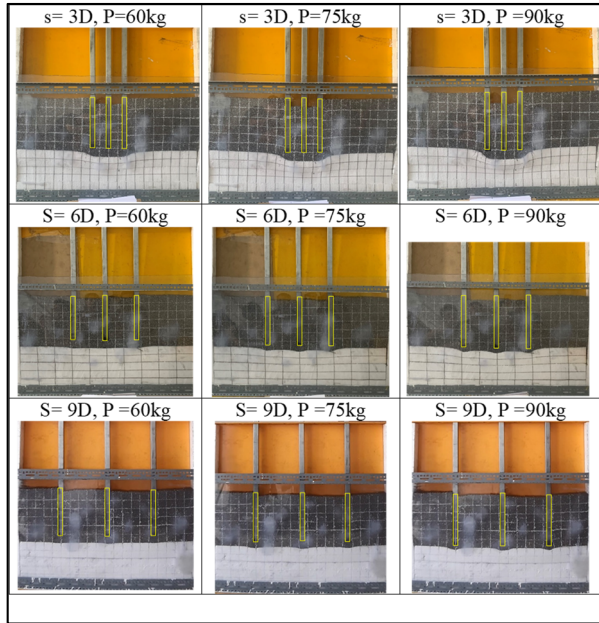 s= 3D, P=60kg
s= 3D, P=75kg
s= 3D, P=90kg
S= 6D, P=60kg
S= 6D, P=75kg
S= 6D, P =90kg
S= 9D, P =60kg
S= 9D, P =75kg
S= 9D, P =90kg